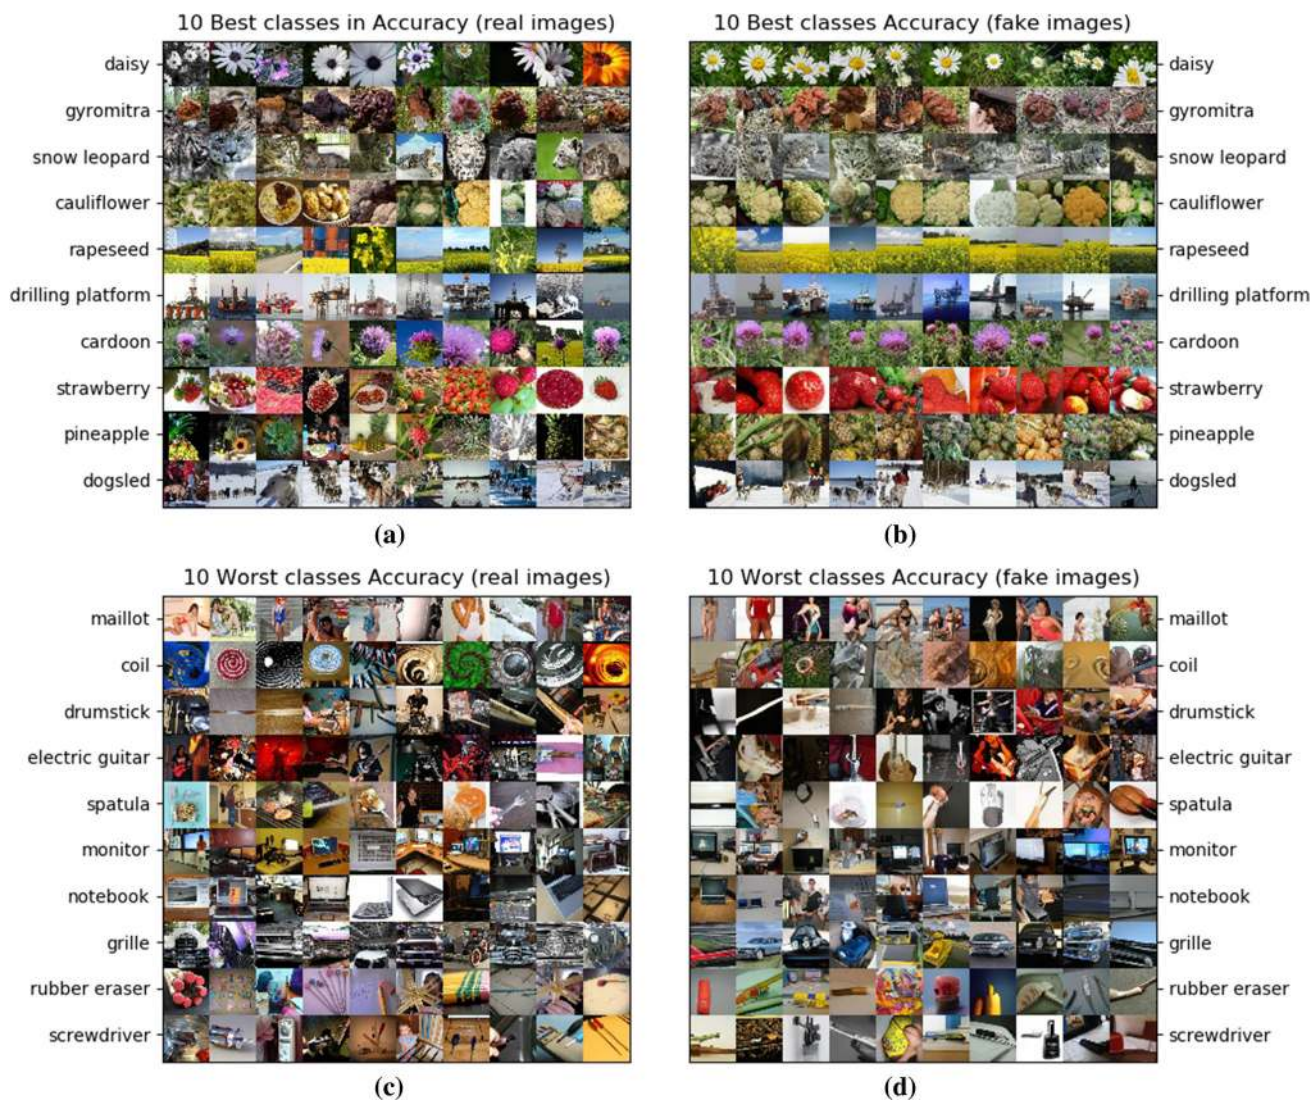 10 Best classes in Accuracy (real images)
daisy
gyromitra
snow leopard
cauliflower
rapeseed
drilling platform
cardoon
strawberry
pineapple
dogsled
(a)
10 Best classes Accuracy (fake images)
daisy
gyromitra
snow leopard
cauliflower
rapeseed
drilling platform
cardoon
strawberry
pineapple
dogsled
(b)
10 Worst classes Accuracy (real images)
maillot
coil
drumstick
electric guitar
spatula
monitor
notebook
grille
rubber eraser
screwdriver
(c)
10 Worst classes Accuracy (fake images)
maillot
coil
drumstick
electric guitar
spatula
monitor
notebook
grille
rubber eraser
screwdriver
(d)